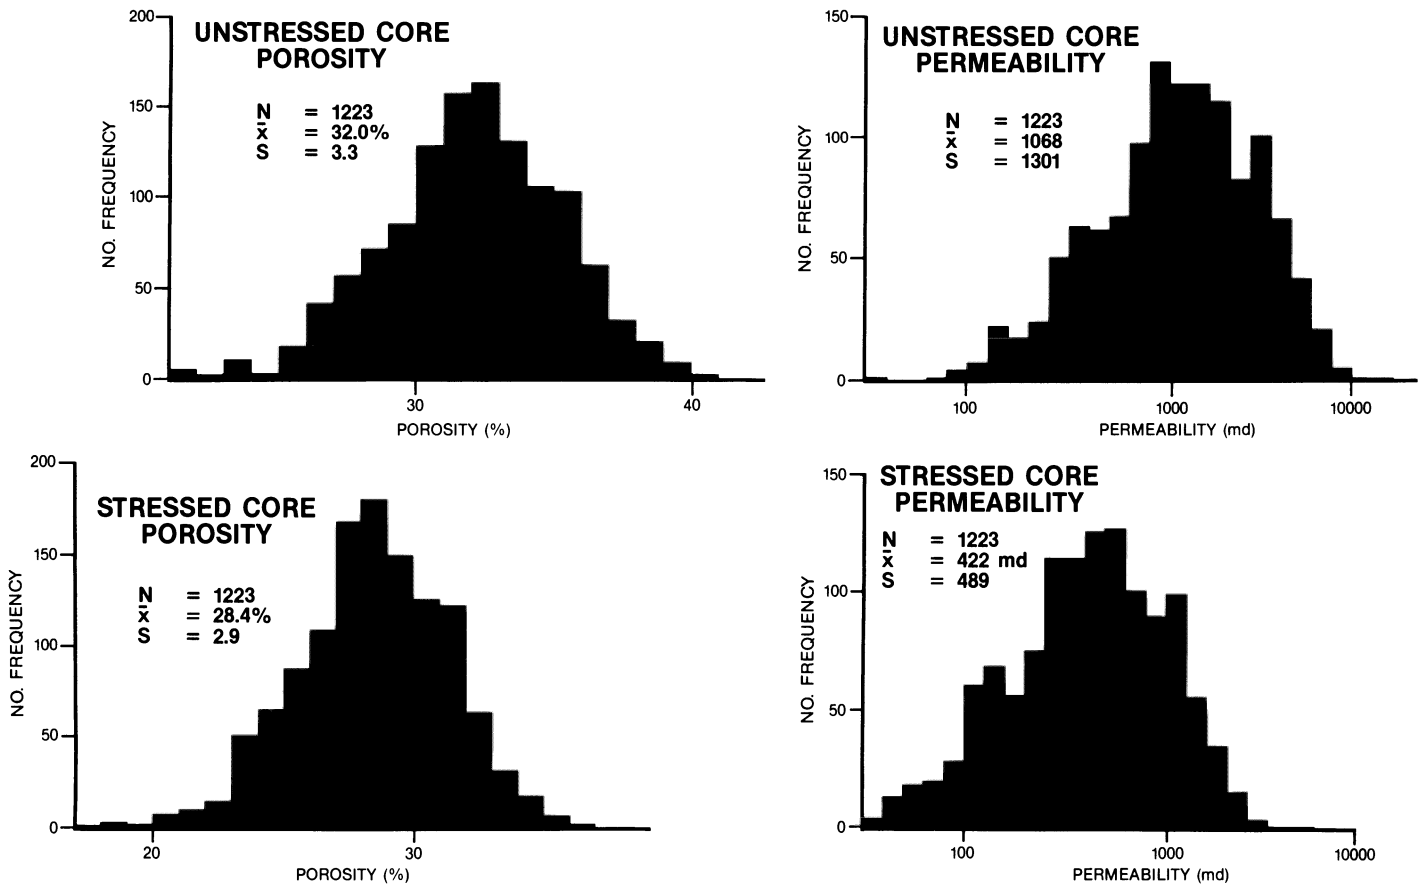 UNSTRESSED CORE
POROSITY
N = 1223
x̄ = 32.0%
S = 3.3
200
150
100
50
0
NO. FREQUENCY
30
40
POROSITY (%)
UNSTRESSED CORE
PERMEABILITY
N = 1223
x̄ = 1068
S = 1301
150
100
50
0
NO. FREQUENCY
100
1000
10000
PERMEABILITY (md)
STRESSED CORE
POROSITY
N = 1223
x̄ = 28.4%
S = 2.9
200
150
100
50
0
NO. FREQUENCY
20
30
POROSITY (%)
STRESSED CORE
PERMEABILITY
N = 1223
x̄ = 422 md
S = 489
150
100
50
0
NO. FREQUENCY
100
1000
10000
PERMEABILITY (md)